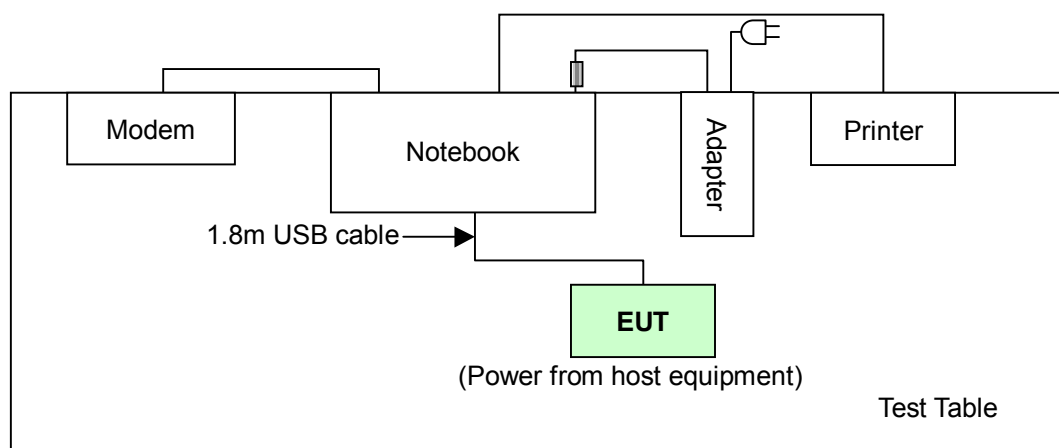 Modem
Notebook
Adapter
Printer
1.8m USB cable
EUT
(Power from host equipment)
Test Table